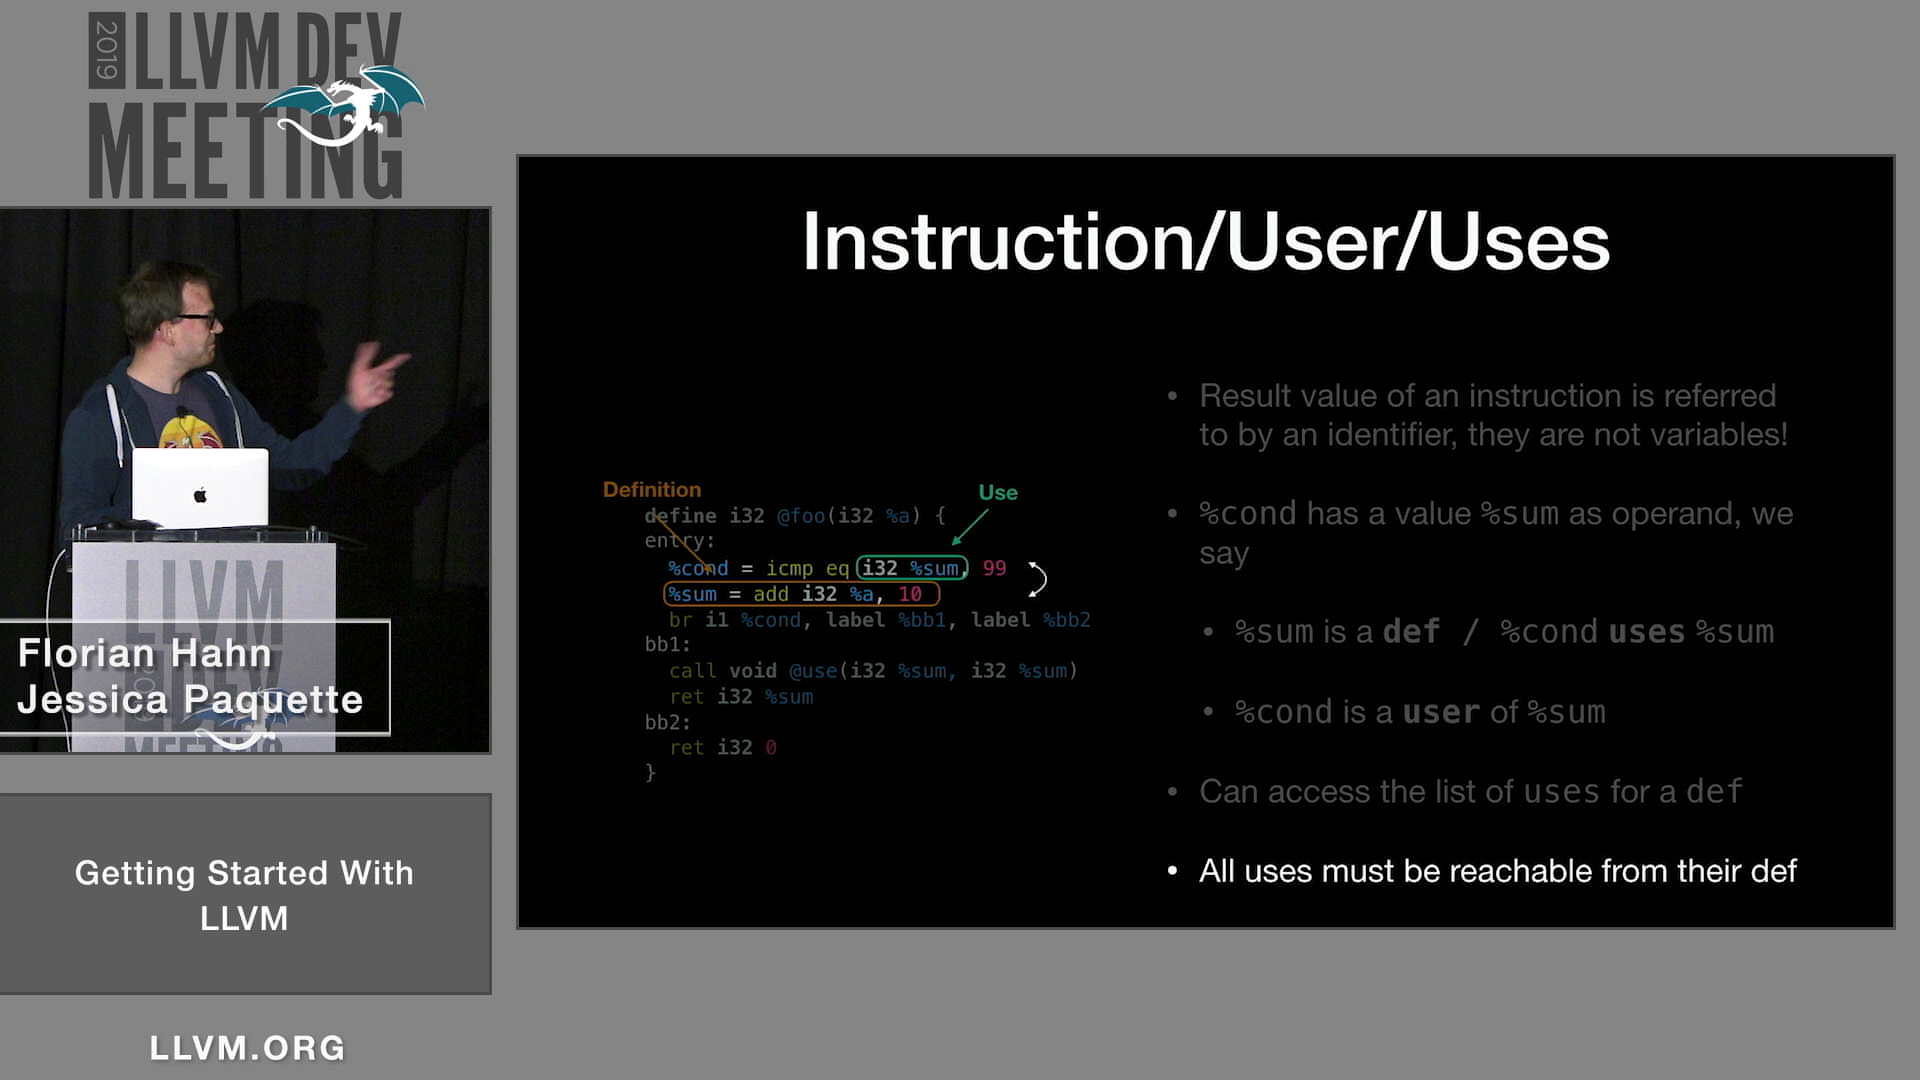 2019
LLVM DEV
MEETING
Florian Hahn
Jessica Paquette
LLVM
DEV
MEETING
Getting Started With
LLVM
LLVM.ORG
Instruction/User/Uses
Definition
Use
define i32 @foo(i32 %a) {
entry:
%cond = icmp eq i32 %sum, 99
%sum = add i32 %a, 10
br i1 %cond, label %bb1, label %bb2
bb1:
call void @use(i32 %sum, i32 %sum)
ret i32 %sum
bb2:
ret i32 0
}
• Result value of an instruction is referred
to by an identifier, they are not variables!
• %cond has a value %sum as operand, we
say
• %sum is a def / %cond uses %sum
• %cond is a user of %sum
• Can access the list of uses for a def
• All uses must be reachable from their def